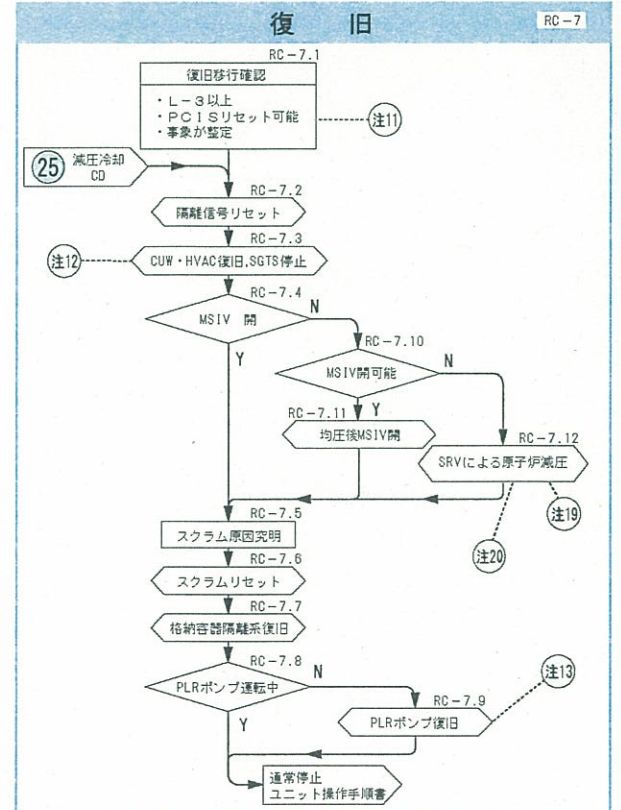 復 旧
RC-7
RC-7.1
復旧移行確認
・L-3以上
・PCISリセット可能
・事象が整定
注11
25
減圧冷却
CD
RC-7.2
隔離信号リセット
RC-7.3
注12
CUW・HVAC復旧,SGTS停止
RC-7.4
MSIV 開
N
Y
RC-7.10
MSIV開可能
N
RC-7.11
Y
均圧後MSIV開
RC-7.12
SRVによる原子炉減圧
注19
注20
RC-7.5
スクラム原因究明
RC-7.6
スクラムリセット
RC-7.7
格納容器隔離系復旧
RC-7.8
PLRポンプ運転中
N
Y
注13
RC-7.9
PLRポンプ復旧
通常停止
ユニット操作手順書